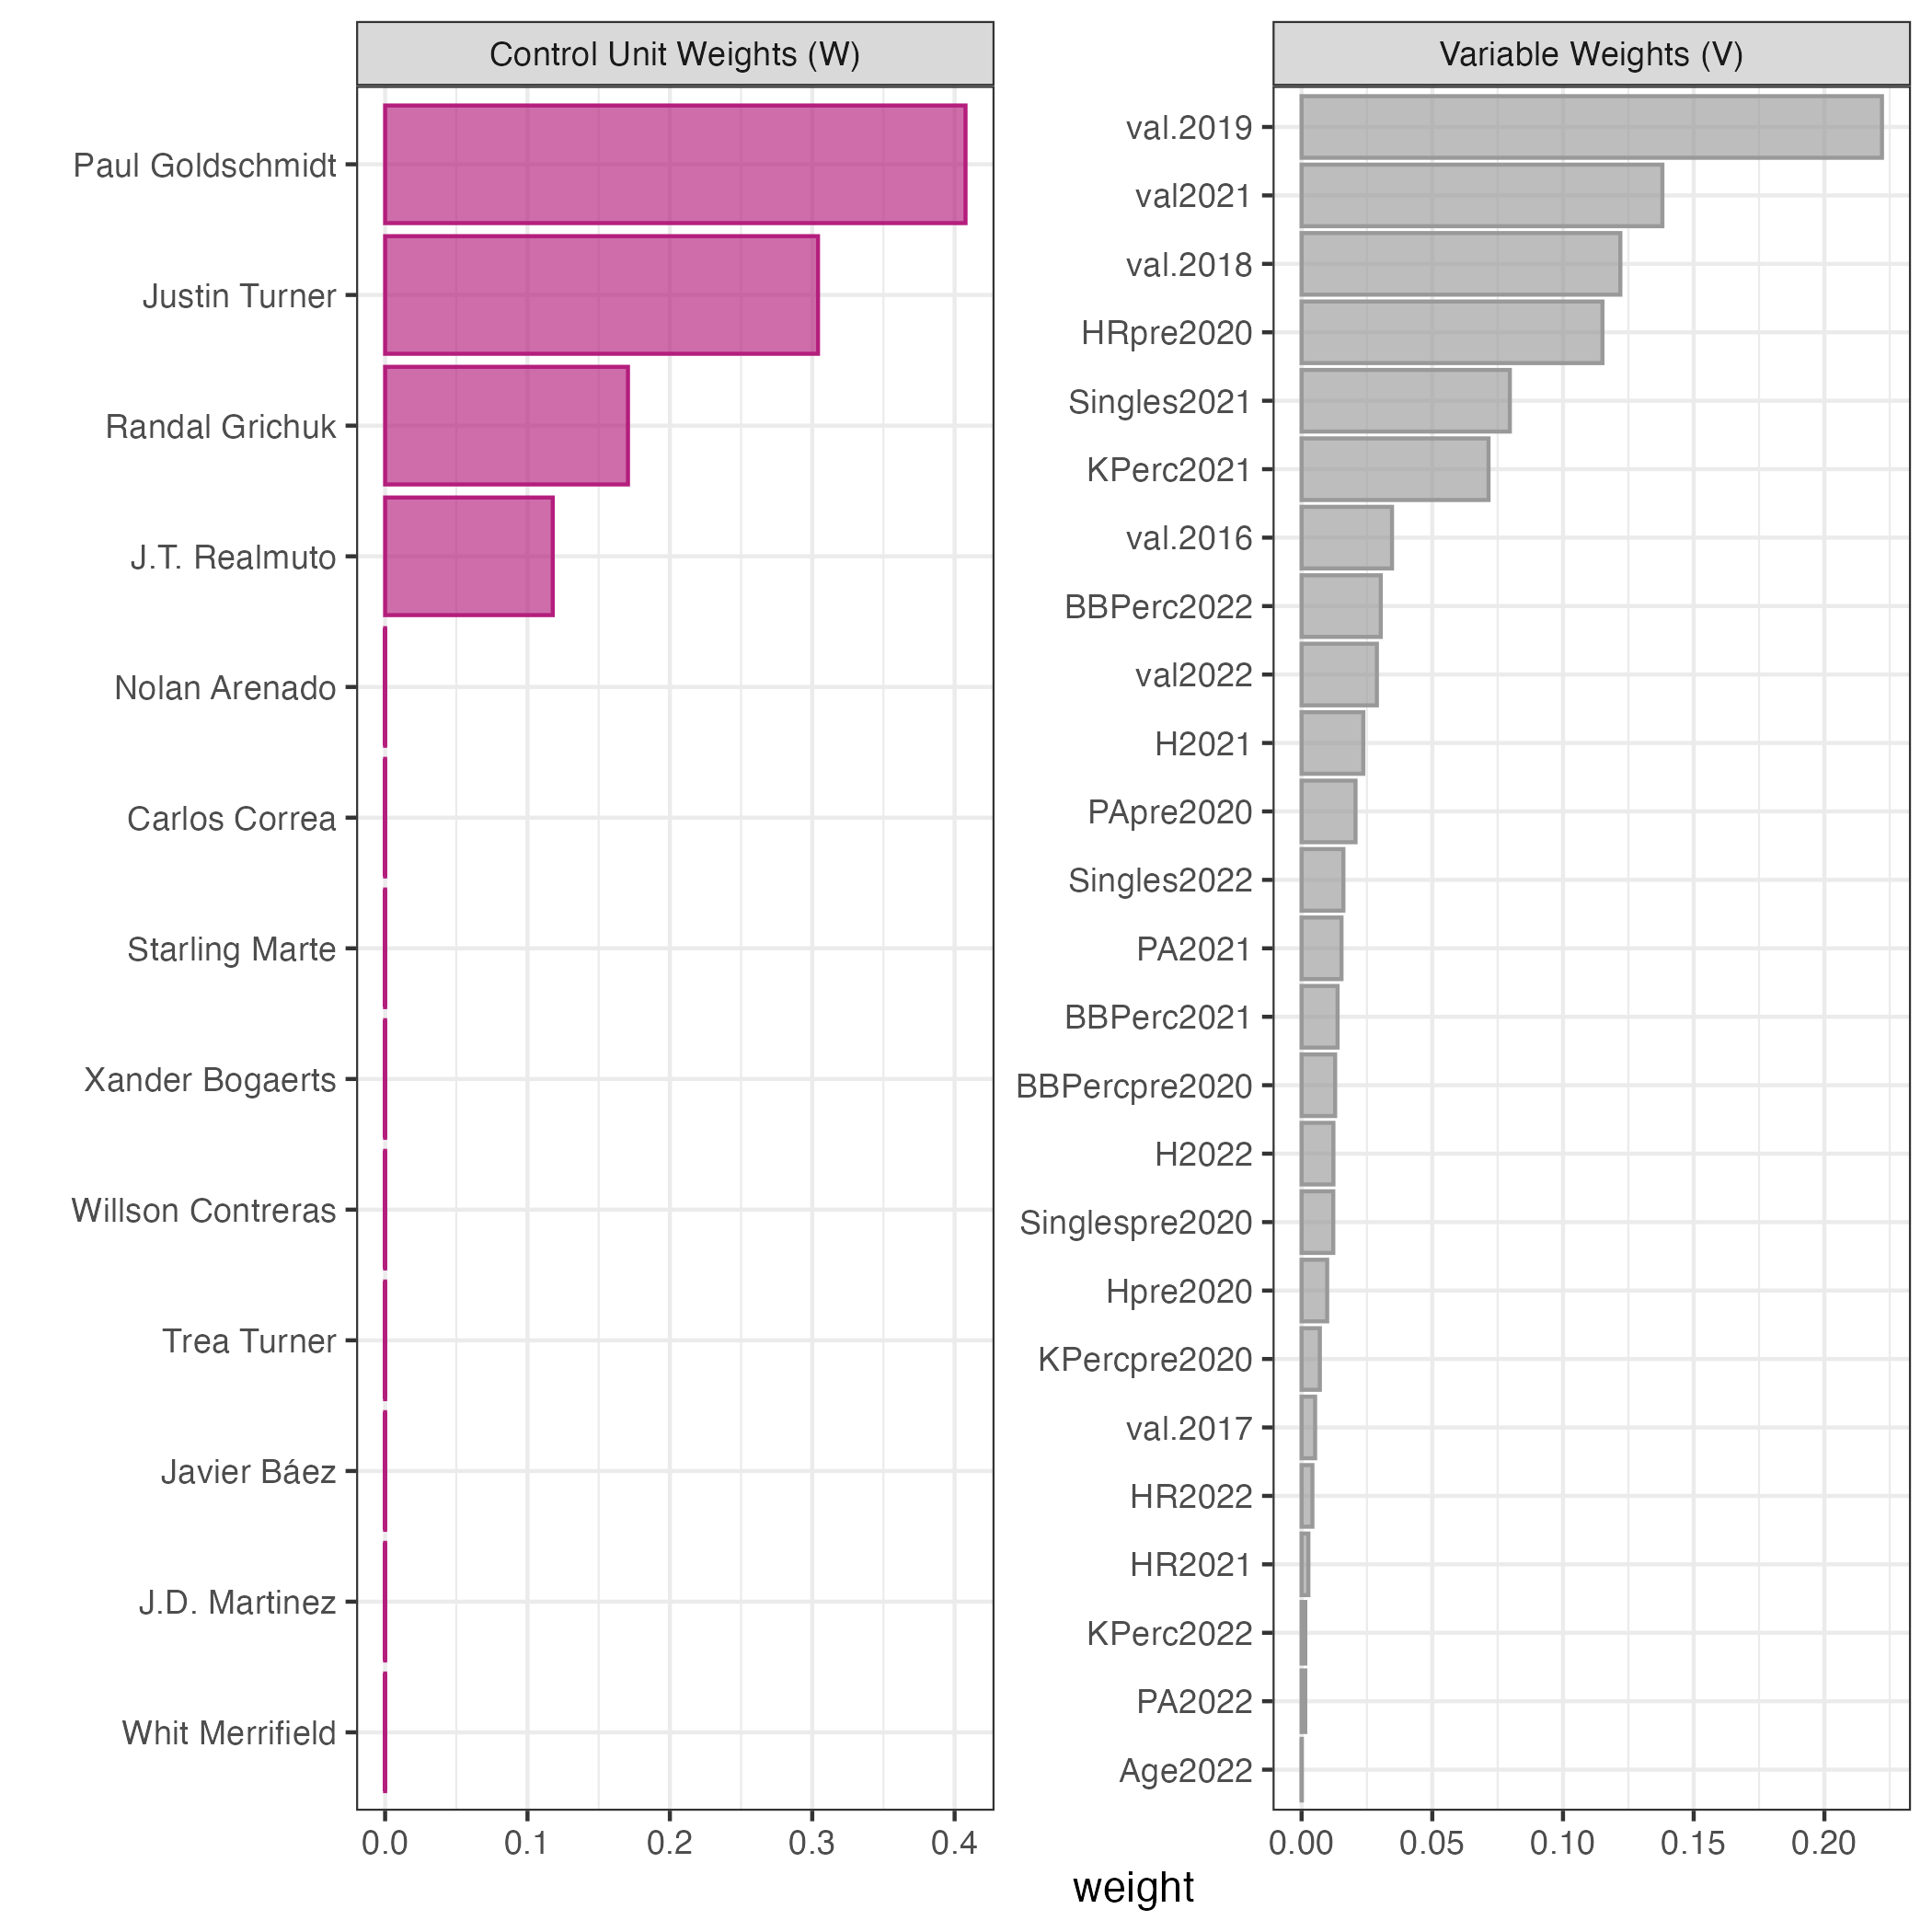 Control Unit Weights (W)
Paul Goldschmidt
Justin Turner
Randal Grichuk
J.T. Realmuto
Nolan Arenado
Carlos Correa
Starling Marte
Xander Bogaerts
Willson Contreras
Trea Turner
Javier Báez
J.D. Martinez
Whit Merrifield
0.0 0.1 0.2 0.3 0.4
Variable Weights (V)
val.2019
val2021
val.2018
HRpre2020
Singles2021
KPerc2021
val.2016
BBPerc2022
val2022
H2021
PApre2020
Singles2022
PA2021
BBPerc2021
BBPercpre2020
H2022
Singlespre2020
Hpre2020
KPercpre2020
val.2017
HR2022
HR2021
KPerc2022
PA2022
Age2022
0.00 0.05 0.10 0.15 0.20
weight